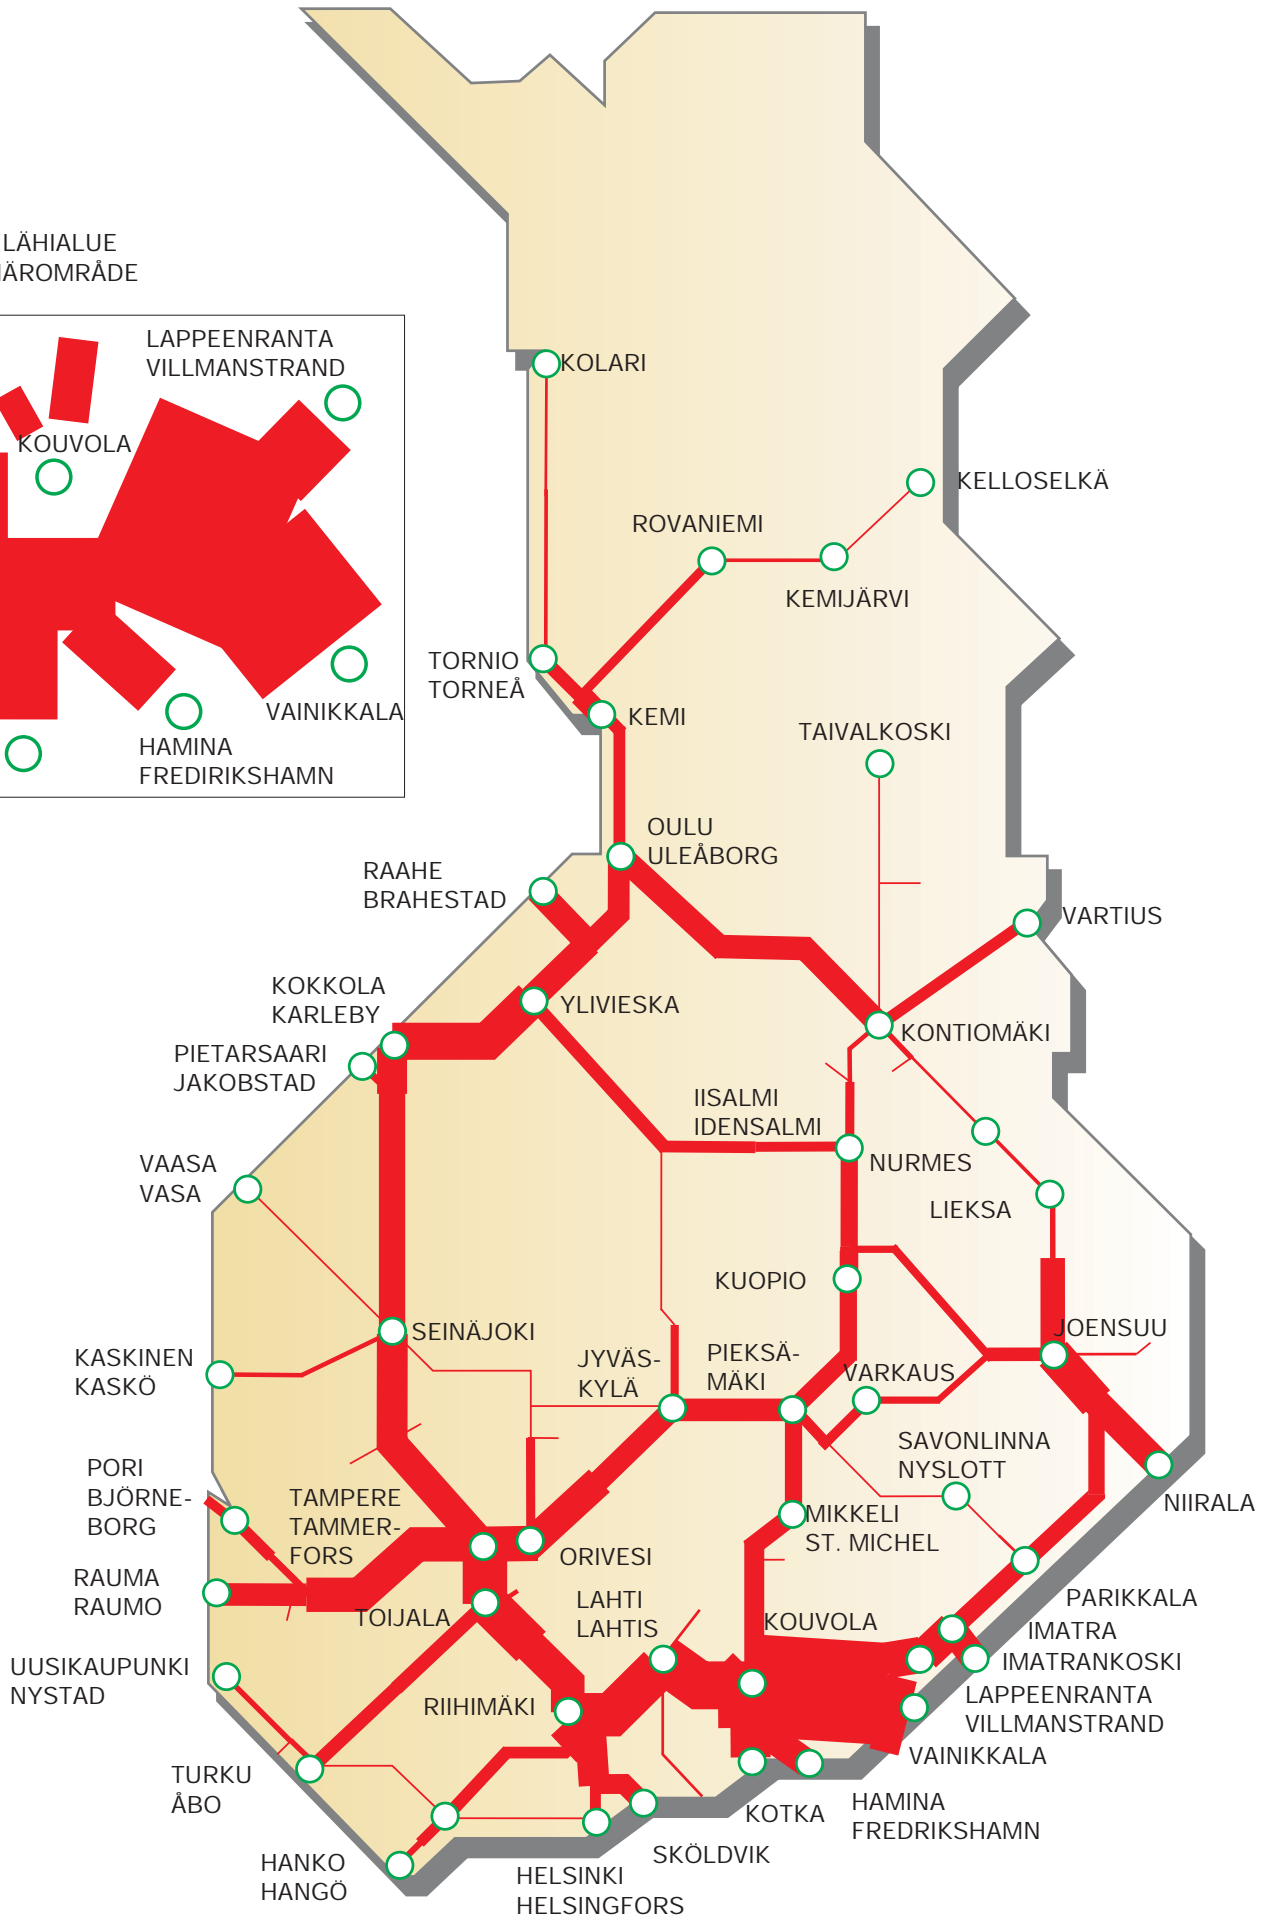 LÄHIALUE
ÄROMRÅDE
LAPPEENRANTA
VILLMANSTRAND
KOUVOLA
VAINIKKALA
HAMINA
FREDIRIKSHAMN
KOLARI
KELLOSELKÄ
ROVANIEMI
KEMIJÄRVI
TORNIO
TORNEÅ
KEMI
TAIVALKOSKI
OULU
ULEÅBORG
RAAHE
BRAHESTAD
VARTIUS
KOKKOLA
KARLEBY
YLIVIESKA
KONTIOMÄKI
PIETARSAARI
JAKOBSTAD
IISALMI
IDENSALMI
VAASA
VASA
NURMES
LIEKSA
KUOPIO
SEINÄJOKI
JOENSUU
KASKINEN
KASKÖ
JYVÄS-
KYLÄ
PIEKSÄ-
MÄKI
VARKAUS
SAVONLINNA
NYSLOTT
PORI
BJÖRNE-
BORG
TAMPERE
TAMMER-
FORS
NIIRALA
MIKKELI
ST. MICHEL
ORIVESI
RAUMA
RAUMO
TOIJALA
LAHTI
LAHTIS
KOUVOLA
PARIKKALA
IMATRA
IMATRANKOSKI
UUSIKAUPUNKI
NYSTAD
RIIHIMÄKI
LAPPEENRANTA
VILLMANSTRAND
VAINIKKALA
TURKU
ÅBO
KOTKA
HAMINA
FREDRIKSHAMN
SKÖLDVIK
HANKO
HANGÖ
HELSINKI
HELSINGFORS